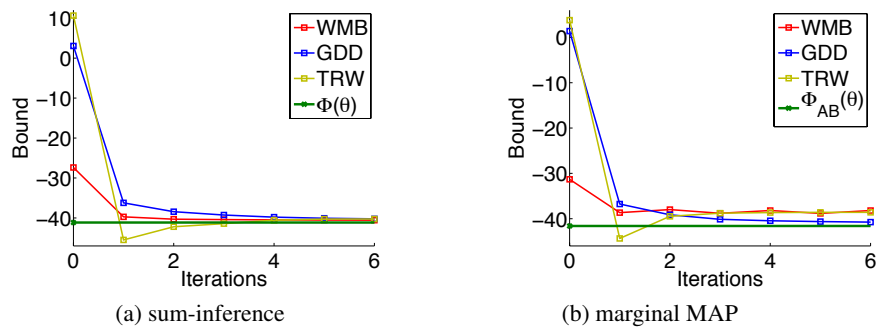 10
0
−10
−20
−30
−40
Bound
0 2 4 6
Iterations
WMB
GDD
TRW
Φ(θ)
(a) sum-inference
0
−10
−20
−30
−40
Bound
0 2 4 6
Iterations
WMB
GDD
TRW
Φ_AB(θ)
(b) marginal MAP